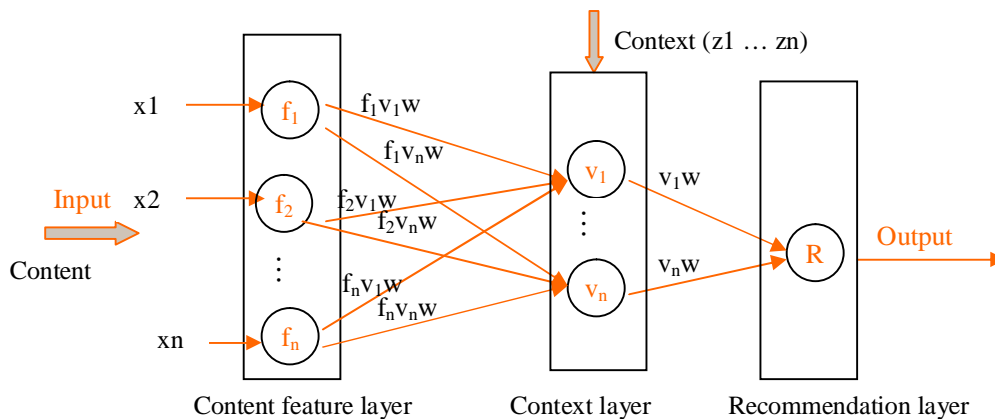 Context (z1 … zn)
x1
f₁
f₁v₁w
f₁vₙw
v₁
v₁w
Input
x2
f₂
f₂v₁w
f₂vₙw
⋮
R
Output
Content
⋮
fₙv₁w
fₙvₙw
vₙ
vₙw
xn
fₙ
Content feature layer
Context layer
Recommendation layer